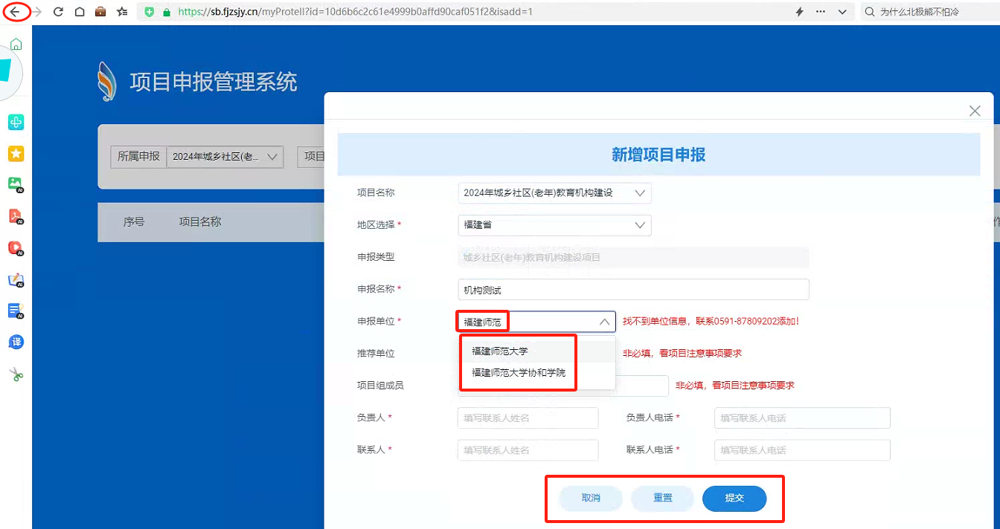 https://sb.fjzsjy.cn/myProtell?id=10d6b6c2c61e4999b0affd90caf051f2&isadd=1
为什么北极能不怕冷
项目申报管理系统
所属申报 2024年城乡社区(老... 项目
序号 项目名称
新增项目申报
项目名称 2024年城乡社区(老年)教育机构建设
地区选择 * 福建省
申报类型 城乡社区(老年)教育机构建设项目
申报名称 * 机构测试
申报单位 * 福建师范 找不到单位信息，联系0591-87809202添加！
福建师范大学
推荐单位 非必填，看项目注意事项要求
福建师范大学协和学院
项目组成员 非必填，看项目注意事项要求
负责人 * 填写联系人姓名 负责人电话 * 填写联系人电话
联系人 * 填写联系人姓名 联系人电话 * 填写联系人电话
取消 重置 提交
AI
AI
AI
AI
AI
译